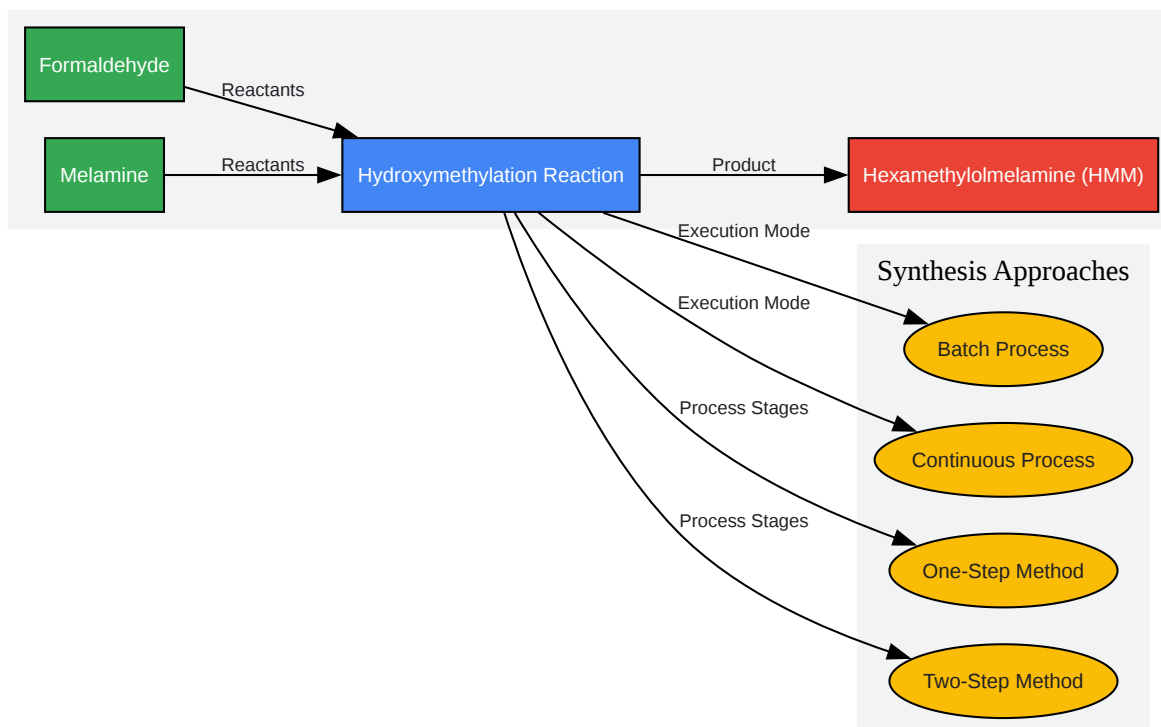 Formaldehyde
Reactants
Melamine
Reactants
Hydroxymethylation Reaction
Product
Hexamethylolmelamine (HMM)
Execution Mode
Synthesis Approaches
Execution Mode
Batch Process
Process Stages
Continuous Process
Process Stages
One-Step Method
Two-Step Method